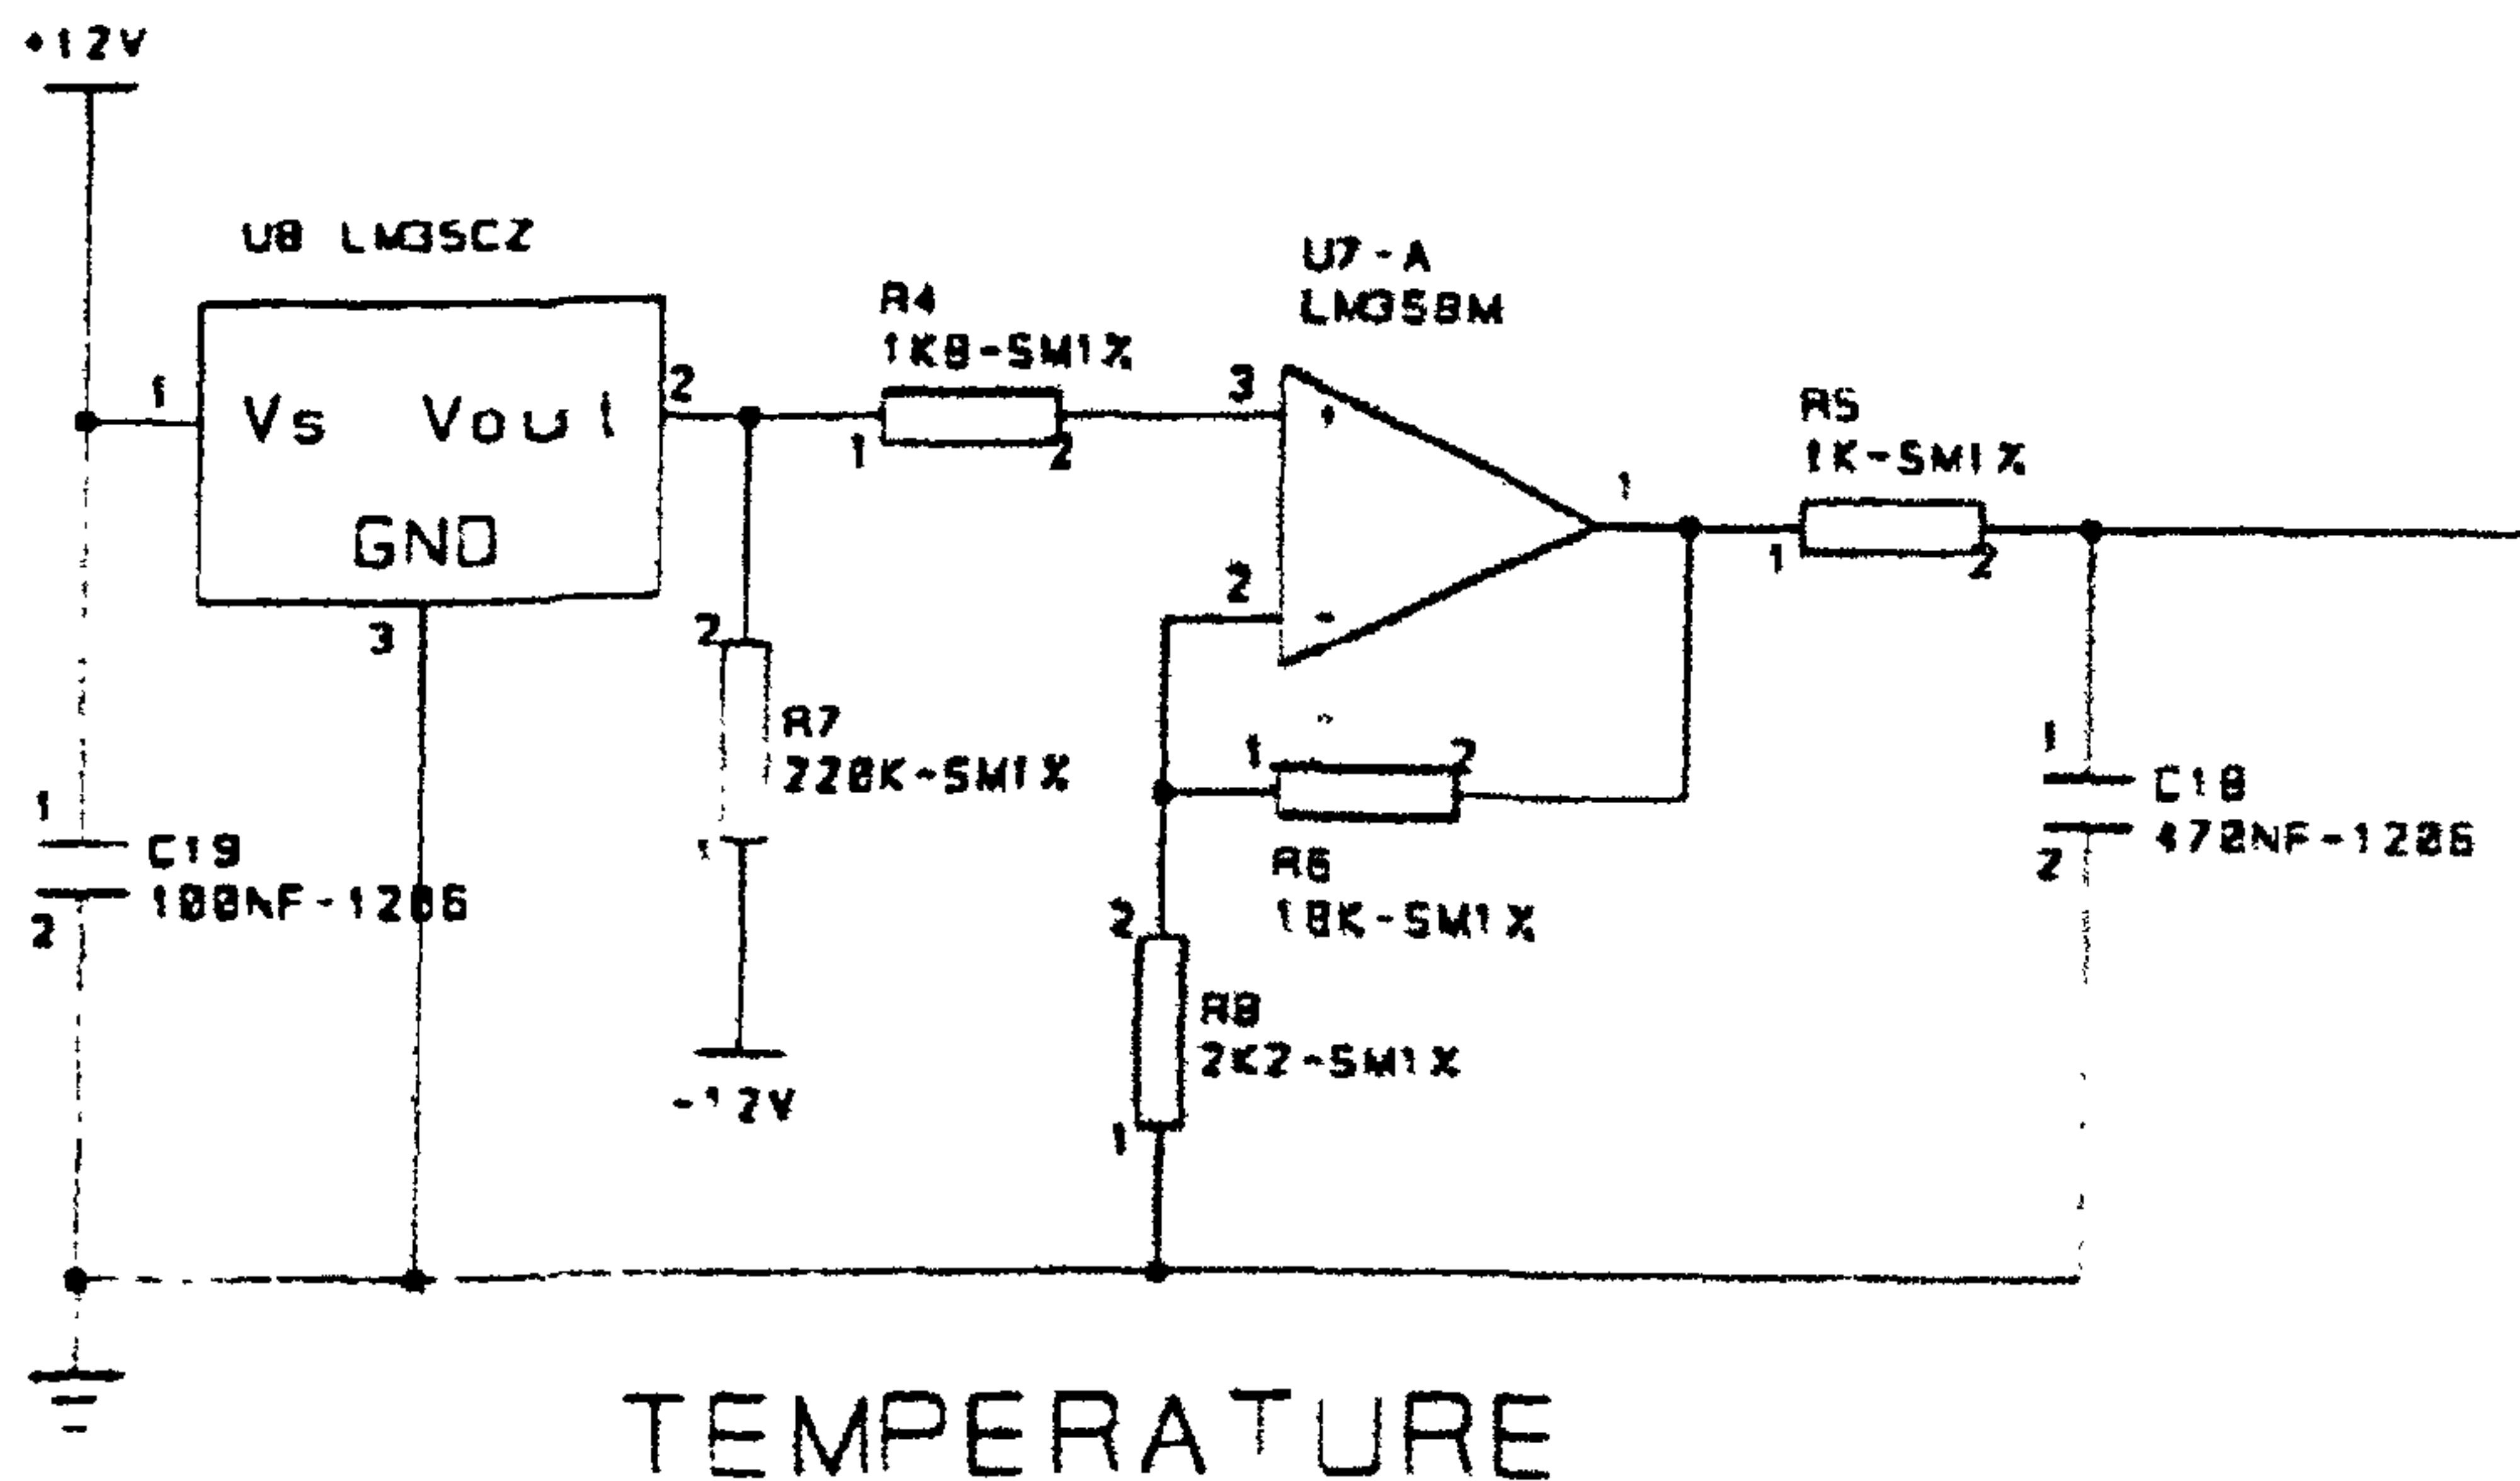 +12V
U8 LM35CZ
1
Vs Vout
2
GND
3
R4
1K8-SM1%
1
2
U7-A
LM358M
3
+
2
-
1
R5
1K-SM1%
1
2
2
R7
220K-SM1%
1
-12V
1
2
R6
10K-SM1%
2
R8
2K2-SM1%
1
1
C19
100NF-1206
2
1
C18
470NF-1206
2
TEMPERATURE